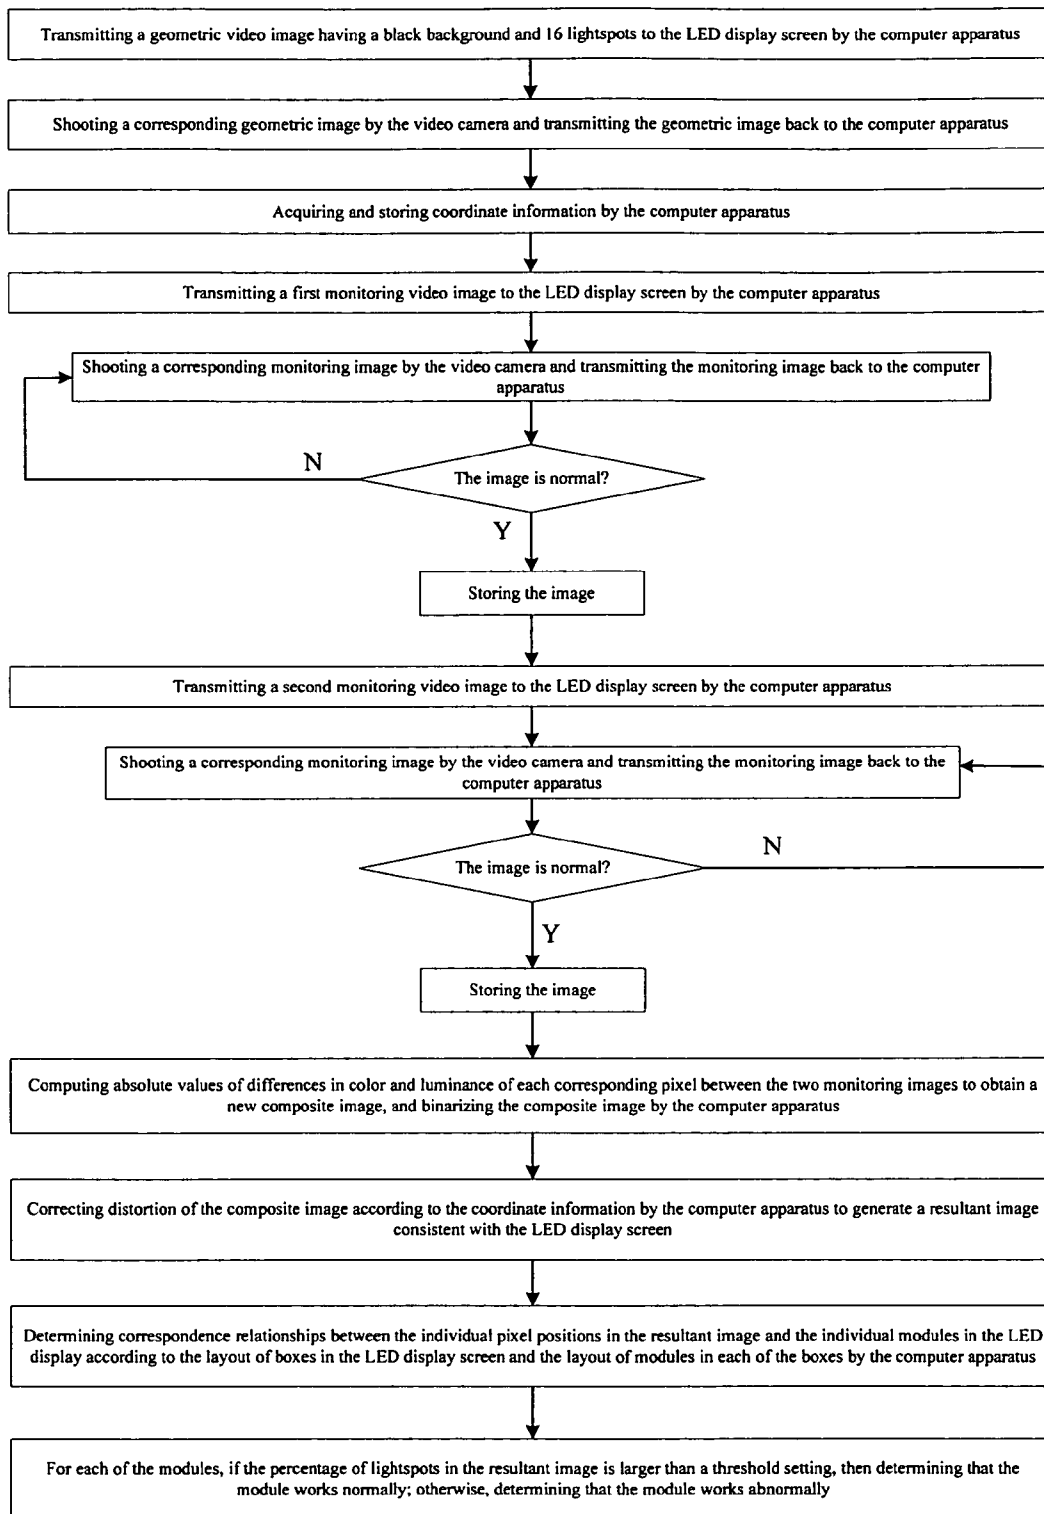 Transmitting a geometric video image having a black background and 16 lightspots to the LED display screen by the computer apparatus
Shooting a corresponding geometric image by the video camera and transmitting the geometric image back to the computer apparatus
Acquiring and storing coordinate information by the computer apparatus
Transmitting a first monitoring video image to the LED display screen by the computer apparatus
Shooting a corresponding monitoring image by the video camera and transmitting the monitoring image back to the computer
apparatus
N
The image is normal?
Y
Storing the image
Transmitting a second monitoring video image to the LED display screen by the computer apparatus
Shooting a corresponding monitoring image by the video camera and transmitting the monitoring image back to the
computer apparatus
N
The image is normal?
Y
Storing the image
Computing absolute values of differences in color and luminance of each corresponding pixel between the two monitoring images to obtain a
new composite image, and binarizing the composite image by the computer apparatus
Correcting distortion of the composite image according to the coordinate information by the computer apparatus to generate a resultant image
consistent with the LED display screen
Determining correspondence relationships between the individual pixel positions in the resultant image and the individual modules in the LED
display according to the layout of boxes in the LED display screen and the layout of modules in each of the boxes by the computer apparatus
For each of the modules, if the percentage of lightspots in the resultant image is larger than a threshold setting, then determining that the
module works normally; otherwise, determining that the module works abnormally